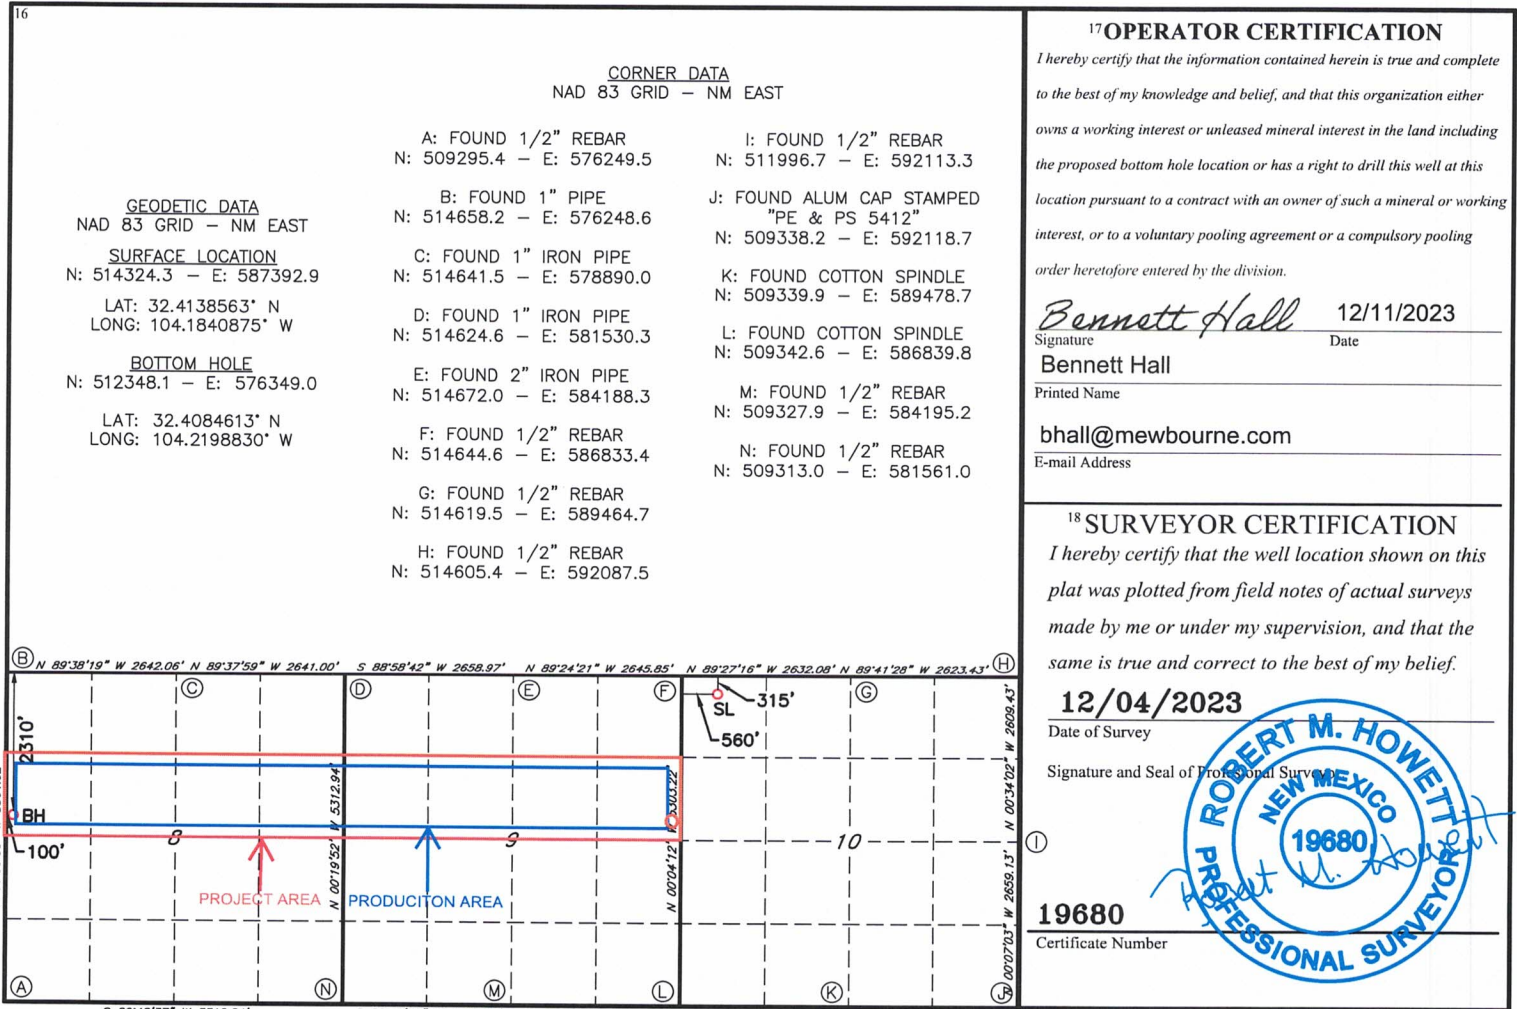 16
CORNER DATA
NAD 83 GRID – NM EAST
GEODETIC DATA
NAD 83 GRID – NM EAST
SURFACE LOCATION
N: 514324.3 – E: 587392.9
LAT: 32.4138563° N
LONG: 104.1840875° W
BOTTOM HOLE
N: 512348.1 – E: 576349.0
LAT: 32.4084613° N
LONG: 104.2198830° W
A: FOUND 1/2" REBAR
N: 509295.4 – E: 576249.5
B: FOUND 1" PIPE
N: 514658.2 – E: 576248.6
C: FOUND 1" IRON PIPE
N: 514641.5 – E: 578890.0
D: FOUND 1" IRON PIPE
N: 514624.6 – E: 581530.3
E: FOUND 2" IRON PIPE
N: 514672.0 – E: 584188.3
F: FOUND 1/2" REBAR
N: 514644.6 – E: 586833.4
G: FOUND 1/2" REBAR
N: 514619.5 – E: 589464.7
H: FOUND 1/2" REBAR
N: 514605.4 – E: 592087.5
I: FOUND 1/2" REBAR
N: 511996.7 – E: 592113.3
J: FOUND ALUM CAP STAMPED
"PE & PS 5412"
N: 509338.2 – E: 592118.7
K: FOUND COTTON SPINDLE
N: 509339.9 – E: 589478.7
L: FOUND COTTON SPINDLE
N: 509342.6 – E: 586839.8
M: FOUND 1/2" REBAR
N: 509327.9 – E: 584195.2
N: FOUND 1/2" REBAR
N: 509313.0 – E: 581561.0
B N 89°38'19" W 2642.06' N 89°37'59" W 2641.00' S 88°58'42" W 2658.97' N 89°24'21" W 2645.85' N 89°27'16" W 2632.08' N 89°41'28" W 2623.43' H
C D E F G
SL 315'
560'
2310'
BH
100'
8 9 10 I
N 00°19'52" W 5312.94'
N 00°04'12" W 5303.22'
N 00°34'02" W 2609.43'
00°07'03" W 2659.13'
PROJECT AREA
PRODUCITON AREA
A N M L K J
17 OPERATOR CERTIFICATION
I hereby certify that the information contained herein is true and complete
to the best of my knowledge and belief, and that this organization either
owns a working interest or unleased mineral interest in the land including
the proposed bottom hole location or has a right to drill this well at this
location pursuant to a contract with an owner of such a mineral or working
interest, or to a voluntary pooling agreement or a compulsory pooling
order heretofore entered by the division.
Bennett Hall 12/11/2023
Signature Date
Bennett Hall
Printed Name
bhall@mewbourne.com
E-mail Address
18 SURVEYOR CERTIFICATION
I hereby certify that the well location shown on this
plat was plotted from field notes of actual surveys
made by me or under my supervision, and that the
same is true and correct to the best of my belief.
12/04/2023
Date of Survey
Signature and Seal of Professional Surveyor
ROBERT M. HOWETT
NEW MEXICO
19680
PROFESSIONAL SURVEYOR
Robert M. Howett
19680
Certificate Number